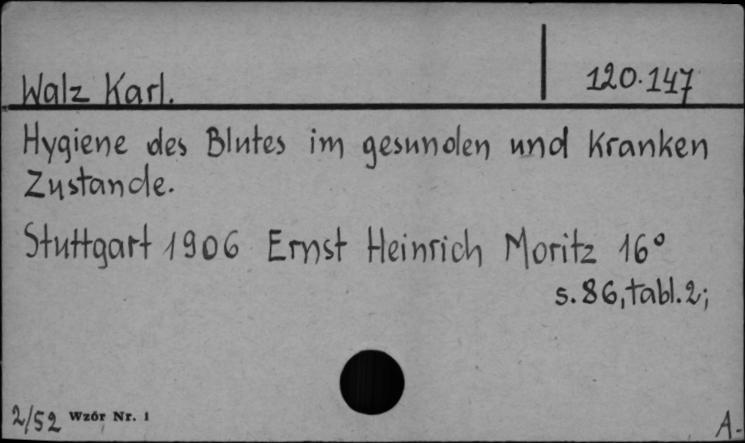 Walz Karl.
120.147
Hygiene des Blutes im gesunden und Kranken
Zustande.
Stuttgart 1906 Ernst Heinrich Moritz 16°
s. 86, tabl. 2;
2/52 Wzór Nr. 1
A-